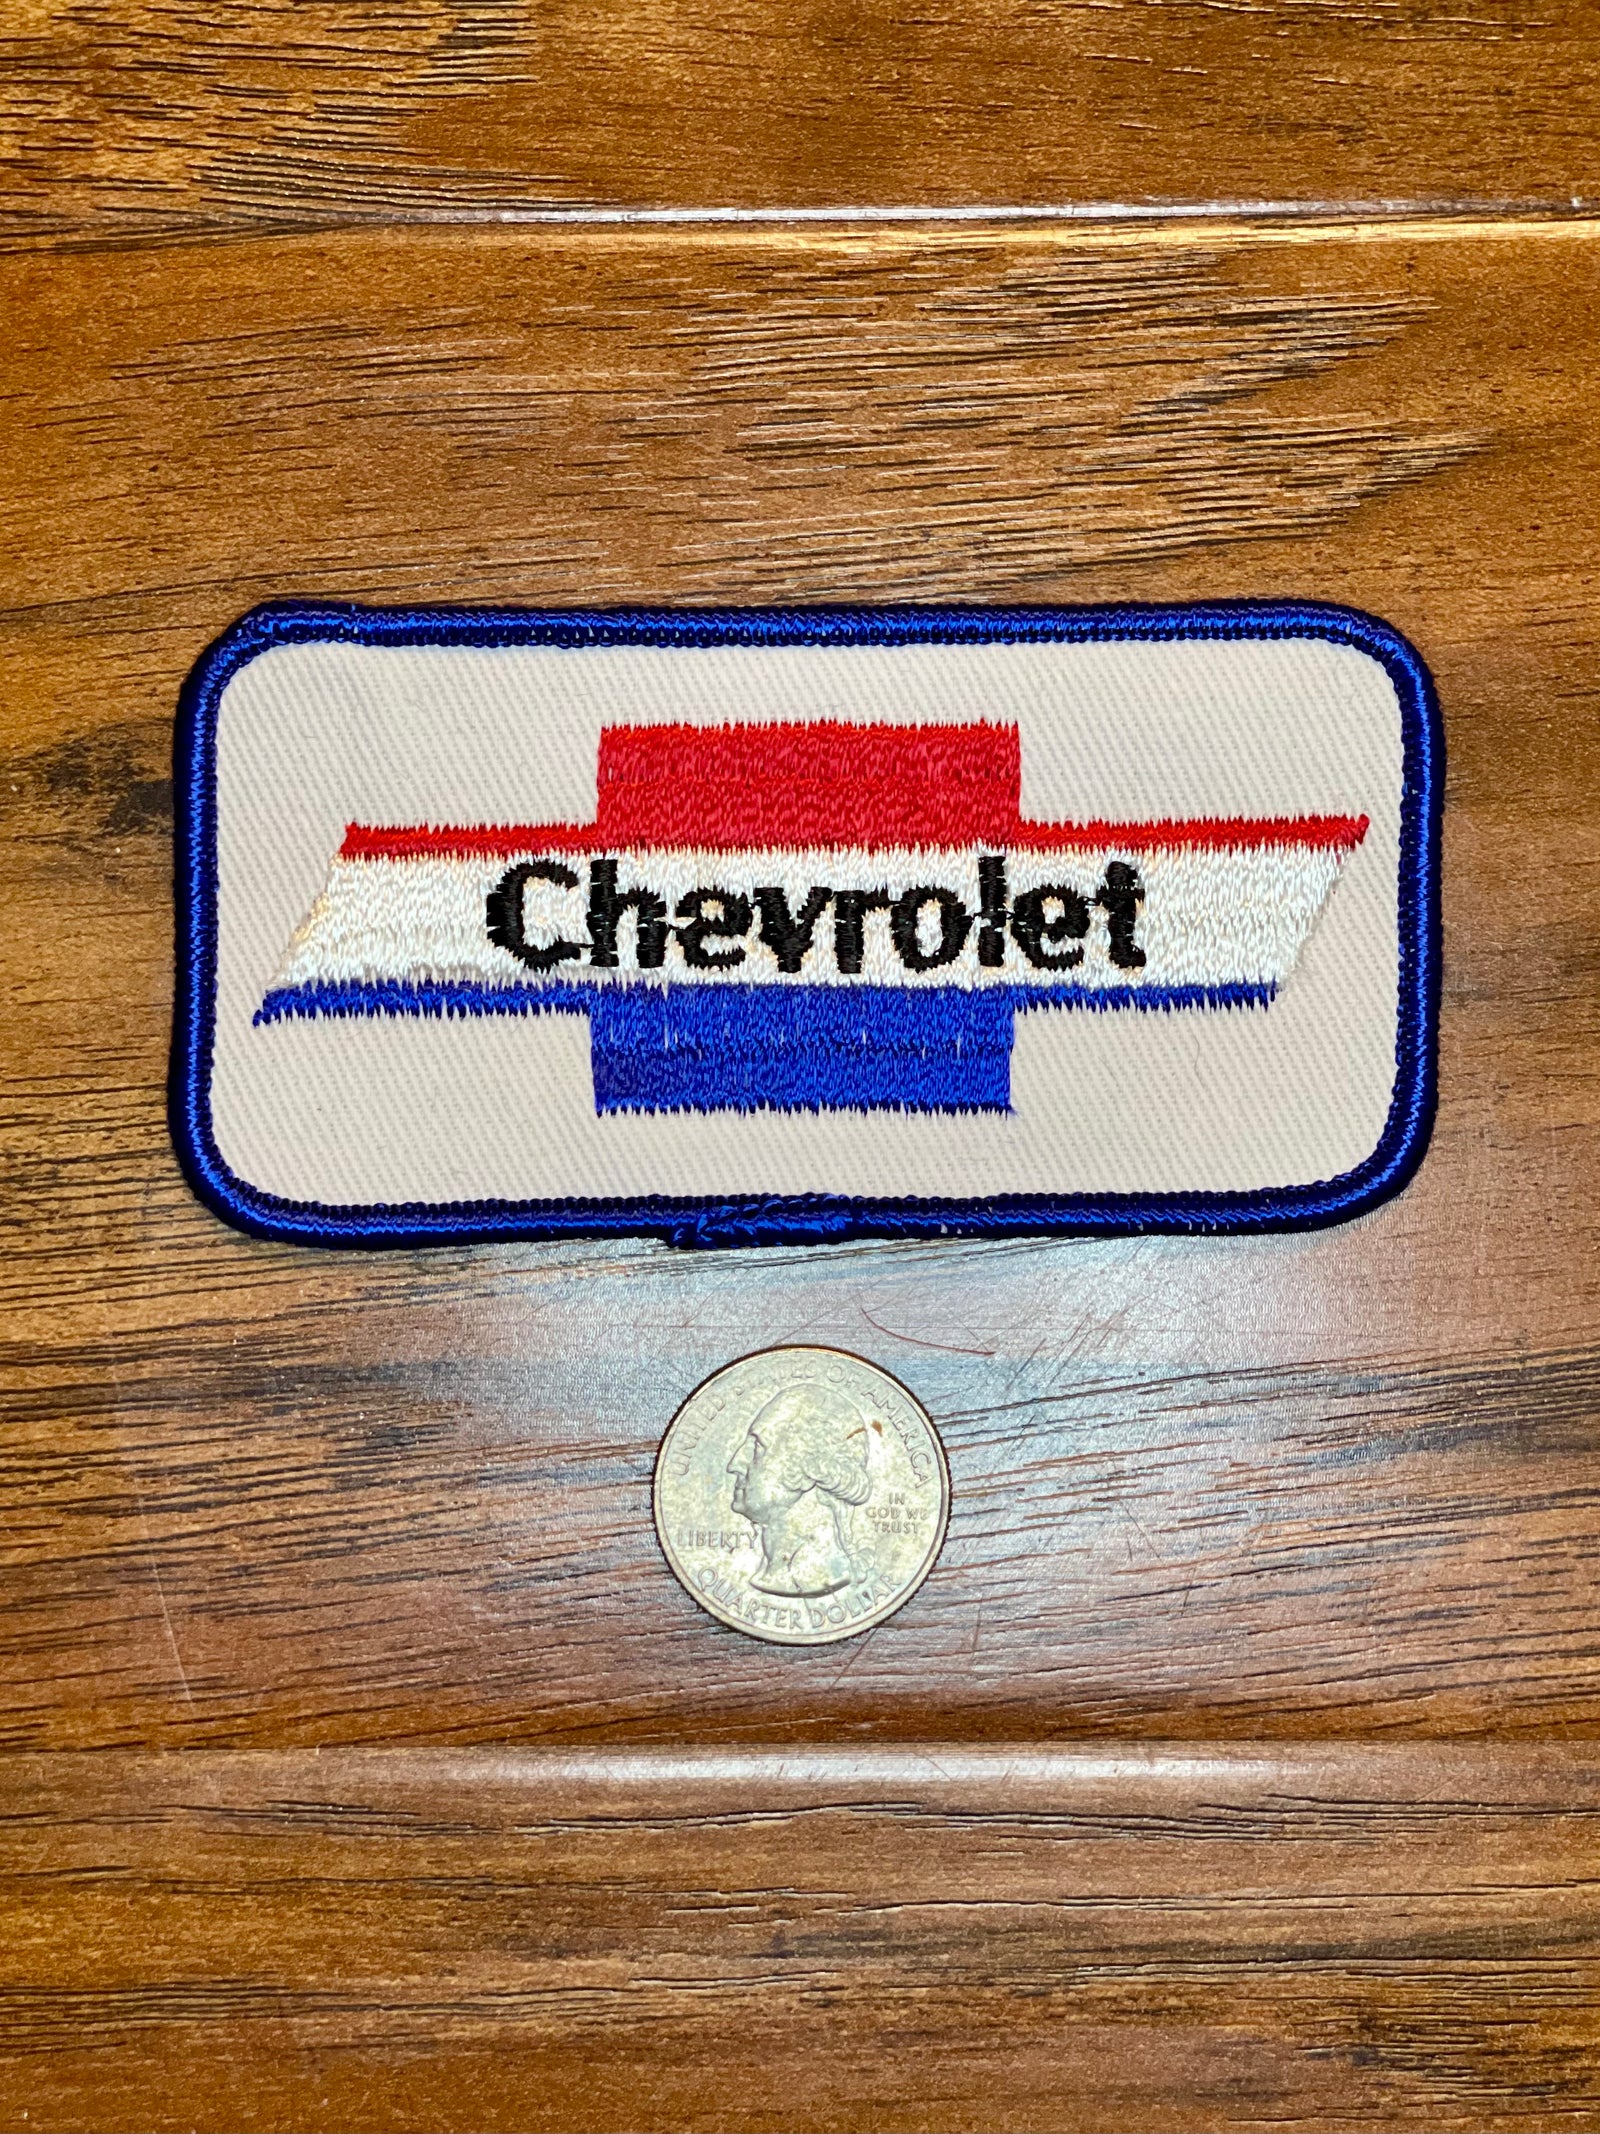 Chevrolet
UNITED STATES OF AMERICA
IN
GOD WE
TRUST
LIBERTY
QUARTER DOLLAR